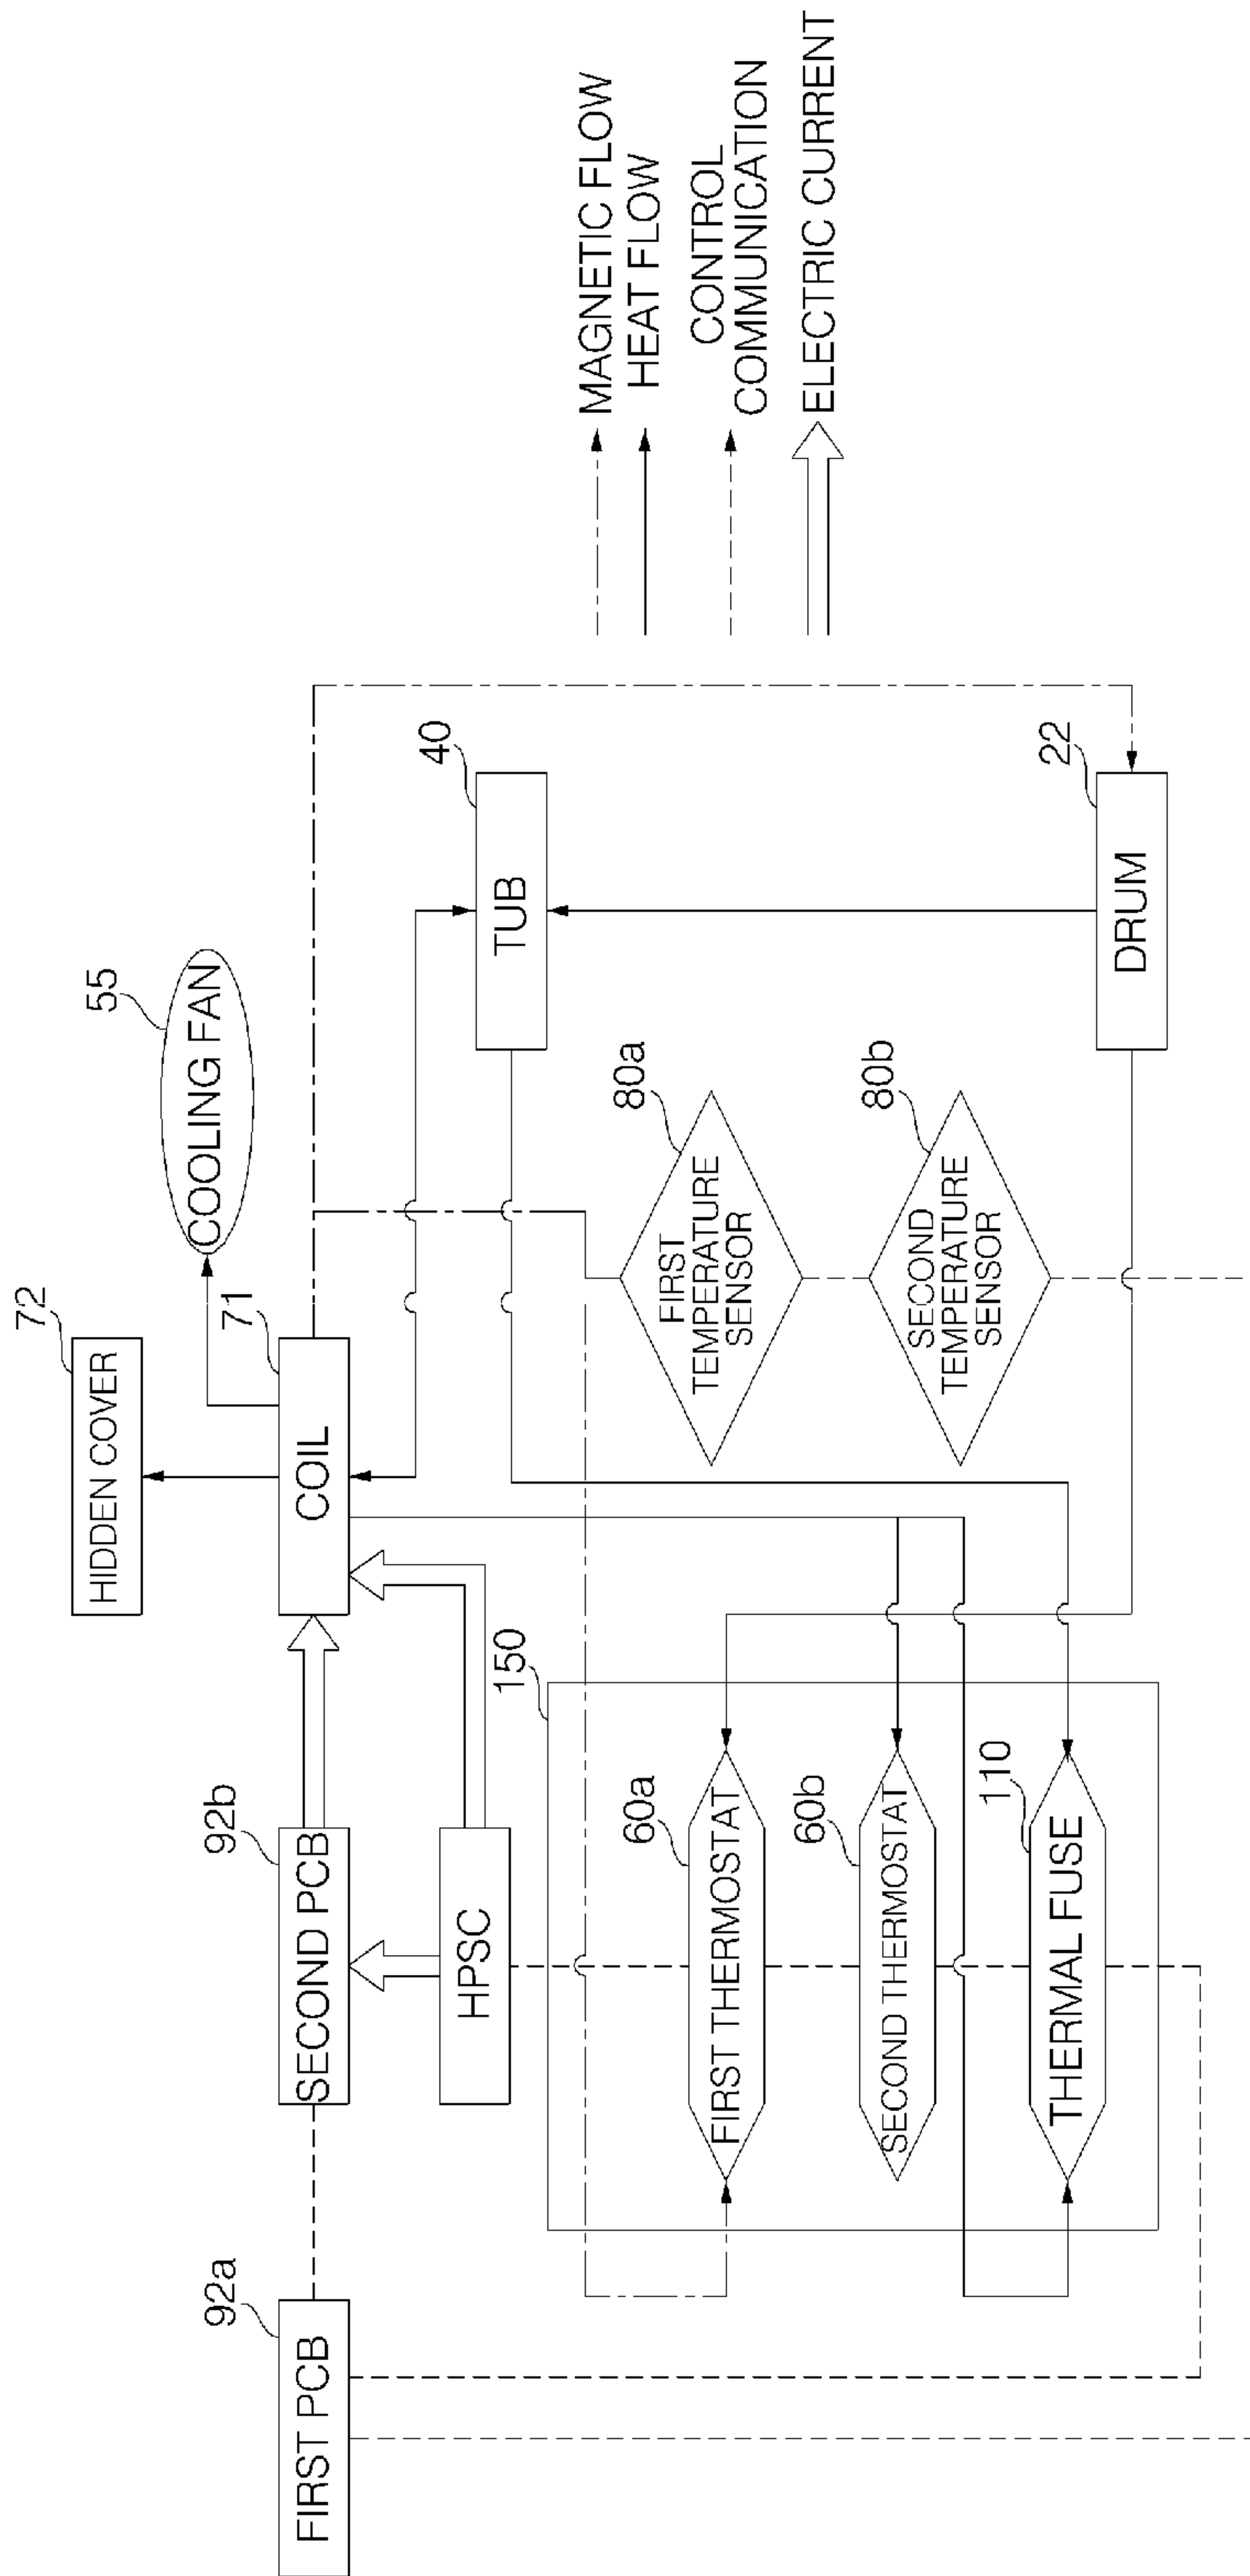 72
HIDDEN COVER
55
COOLING FAN
92a
FIRST PCB
92b
SECOND PCB
71
COIL
HPSC
40
TUB
150
60a
FIRST THERMOSTAT
60b
SECOND THERMOSTAT
110
THERMAL FUSE
80a
FIRST
TEMPERATURE
SENSOR
80b
SECOND
TEMPERATURE
SENSOR
22
DRUM
MAGNETIC FLOW
HEAT FLOW
CONTROL
COMMUNICATION
ELECTRIC CURRENT